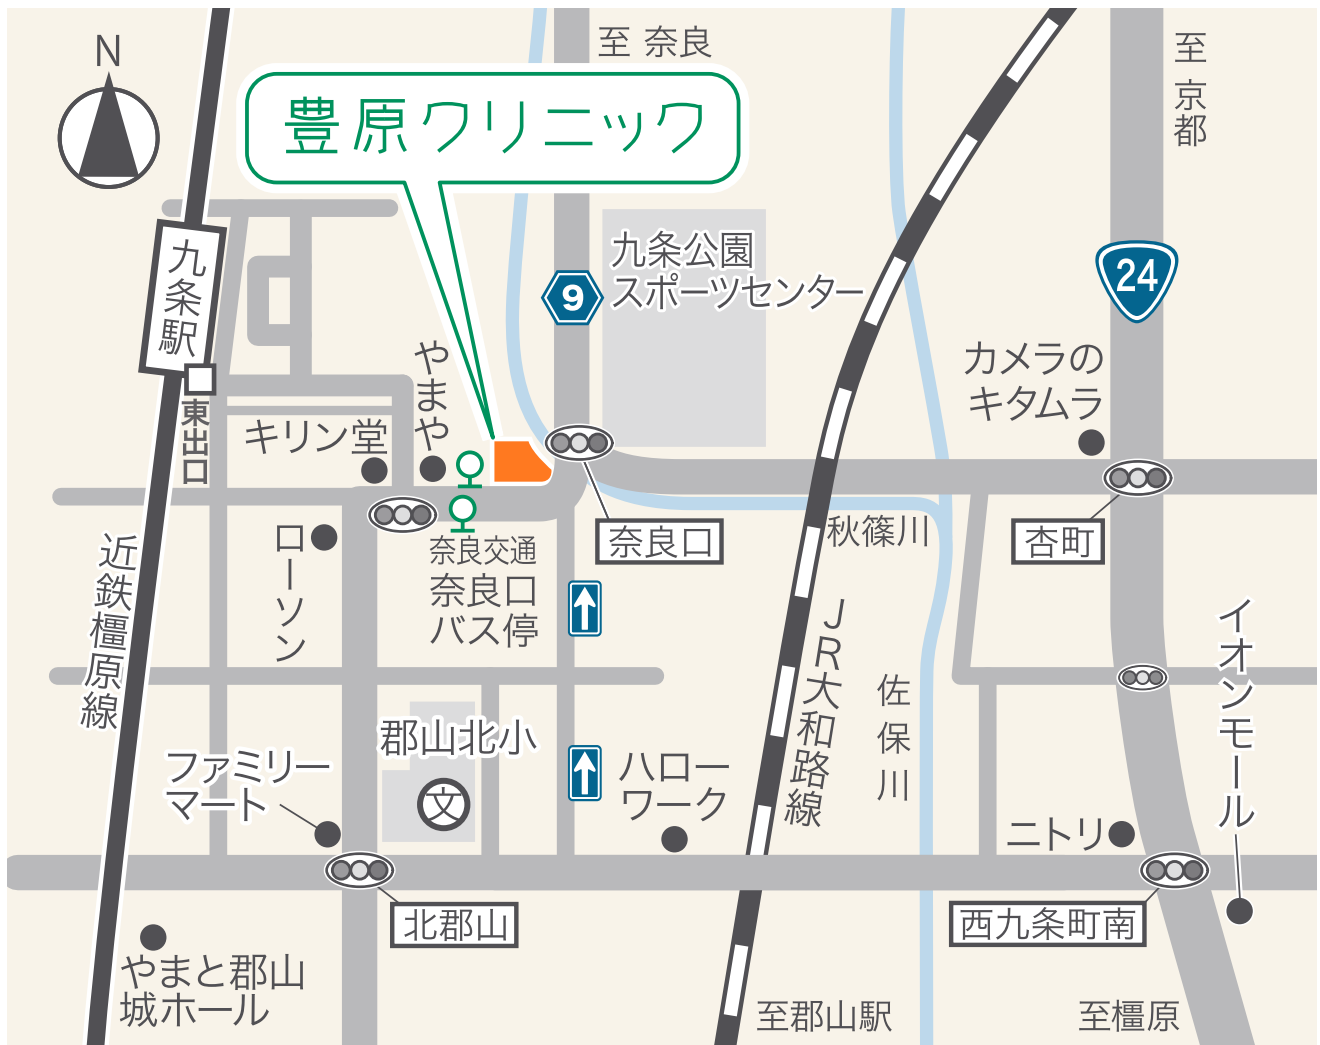 N
至 奈良
至京都
豊原クリニック
九条駅
東出口
9
九条公園
スポーツセンター
24
カメラの
キタムラ
やまや
キリン堂
ローソン
奈良交通
奈良口
バス停
奈良口
秋篠川
杏町
近鉄橿原線
JR大和路線
佐保川
イオンモール
郡山北小
文
ファミリー
マート
ハロー
ワーク
ニトリ
北郡山
西九条町南
やまと郡山
城ホール
至郡山駅
至橿原